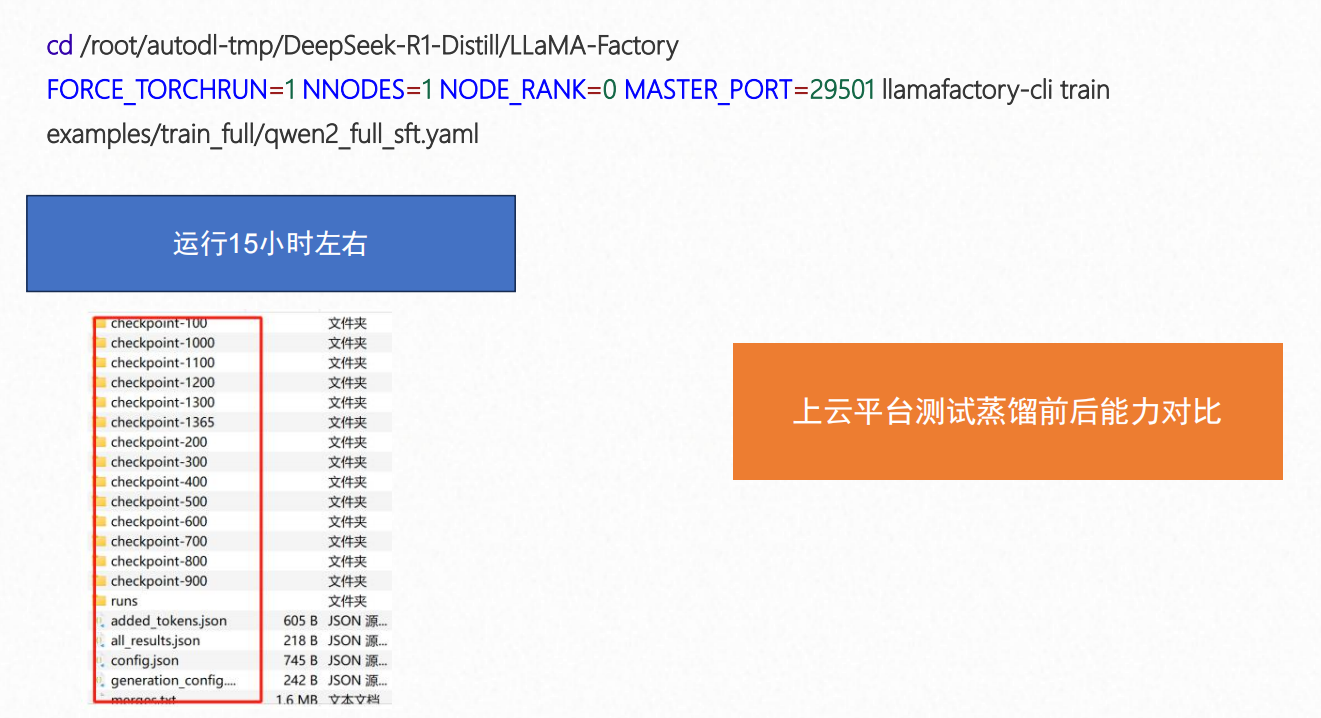 cd /root/autodl-tmp/DeepSeek-R1-Distill/LLaMA-Factory
FORCE_TORCHRUN=1 NNODES=1 NODE_RANK=0 MASTER_PORT=29501 llamafactory-cli train
examples/train_full/qwen2_full_sft.yaml
运行15小时左右
checkpoint-100 文件夹
checkpoint-1000 文件夹
checkpoint-1100 文件夹
checkpoint-1200 文件夹
checkpoint-1300 文件夹
checkpoint-1365 文件夹
checkpoint-200 文件夹
checkpoint-300 文件夹
checkpoint-400 文件夹
checkpoint-500 文件夹
checkpoint-600 文件夹
checkpoint-700 文件夹
checkpoint-800 文件夹
checkpoint-900 文件夹
runs 文件夹
added_tokens.json 605 B JSON 源...
all_results.json 218 B JSON 源...
config.json 745 B JSON 源...
generation_config.... 242 B JSON 源...
merges.txt 1.6 MB 文本文档
上云平台测试蒸馏前后能力对比